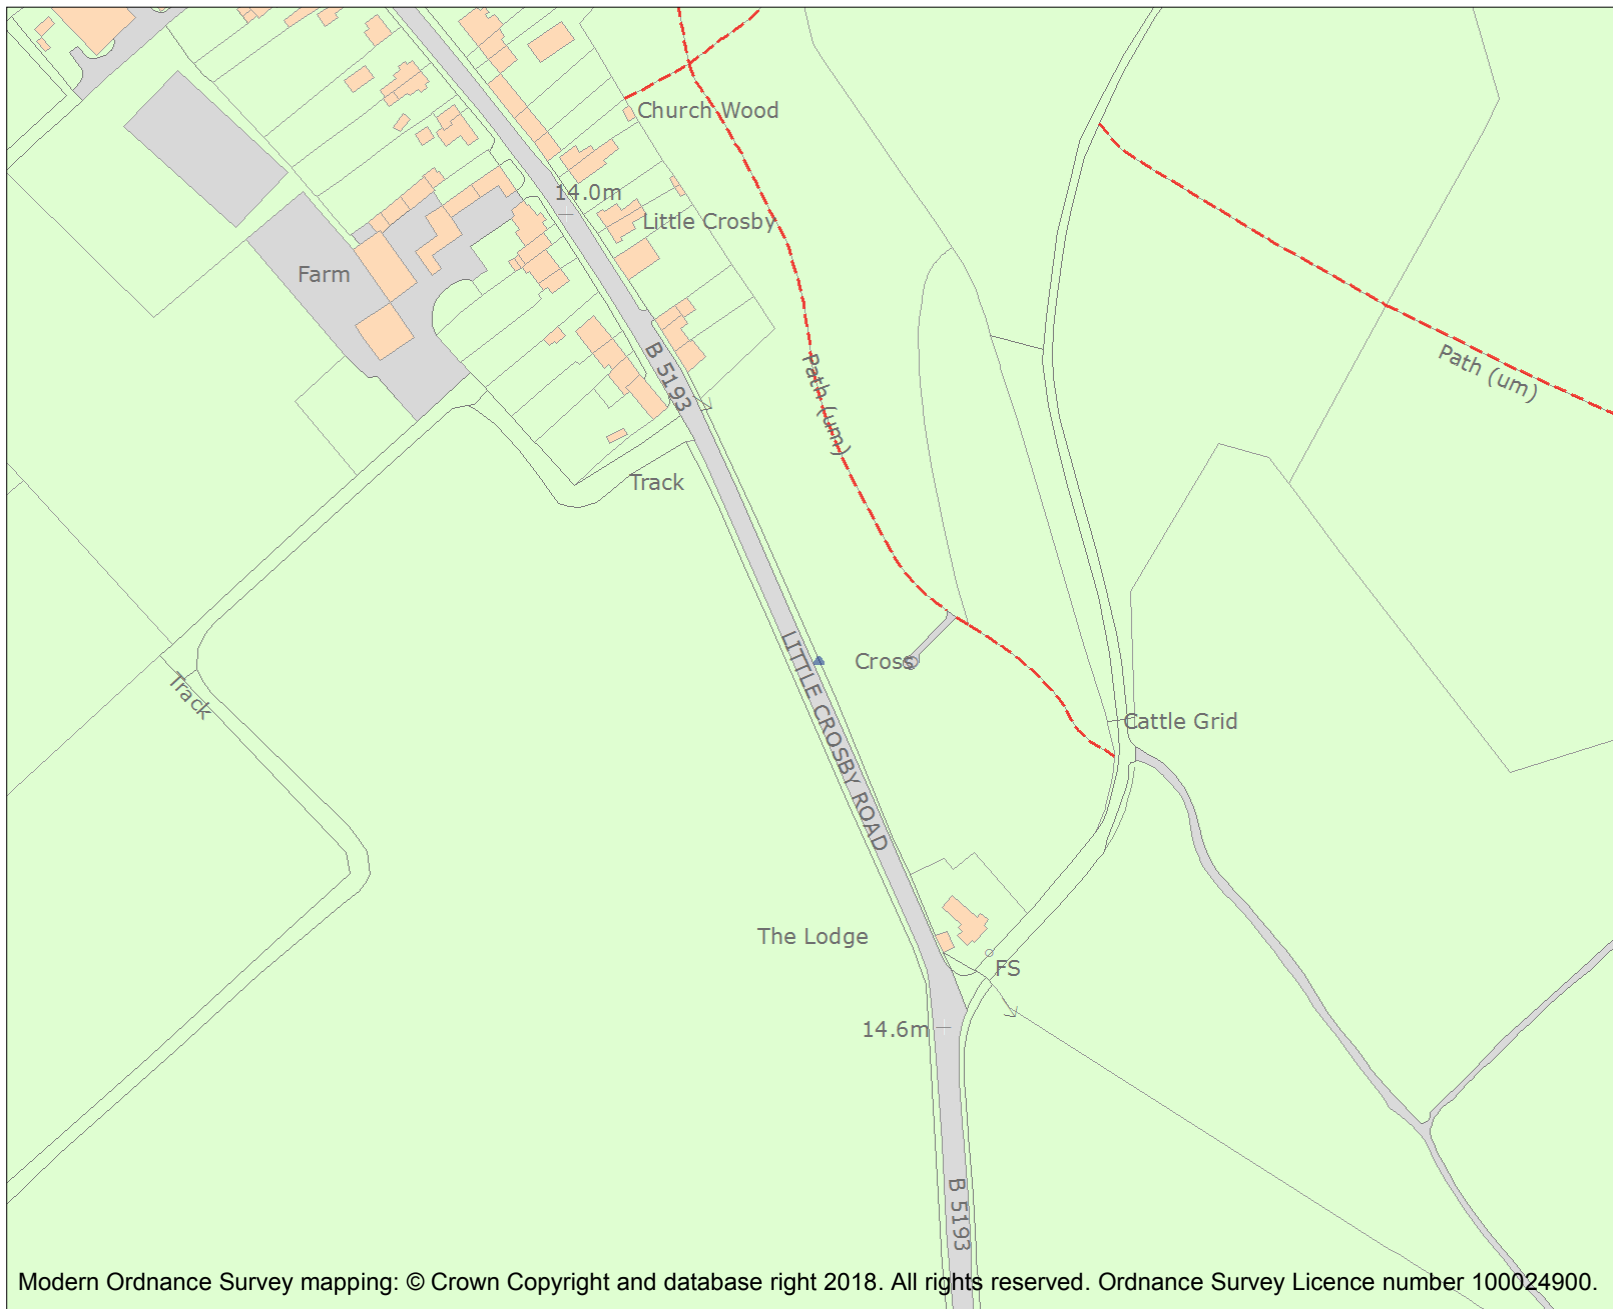 Church Wood
14.0m
Little Crosby
Farm
B 5193
Path (um)
Path (um)
Track
LITTLE CROSBY ROAD
Cross
Track
Cattle Grid
The Lodge
FS
14.6m
B 5193
Modern Ordnance Survey mapping: © Crown Copyright and database right 2018. All rights reserved. Ordnance Survey Licence number 100024900.